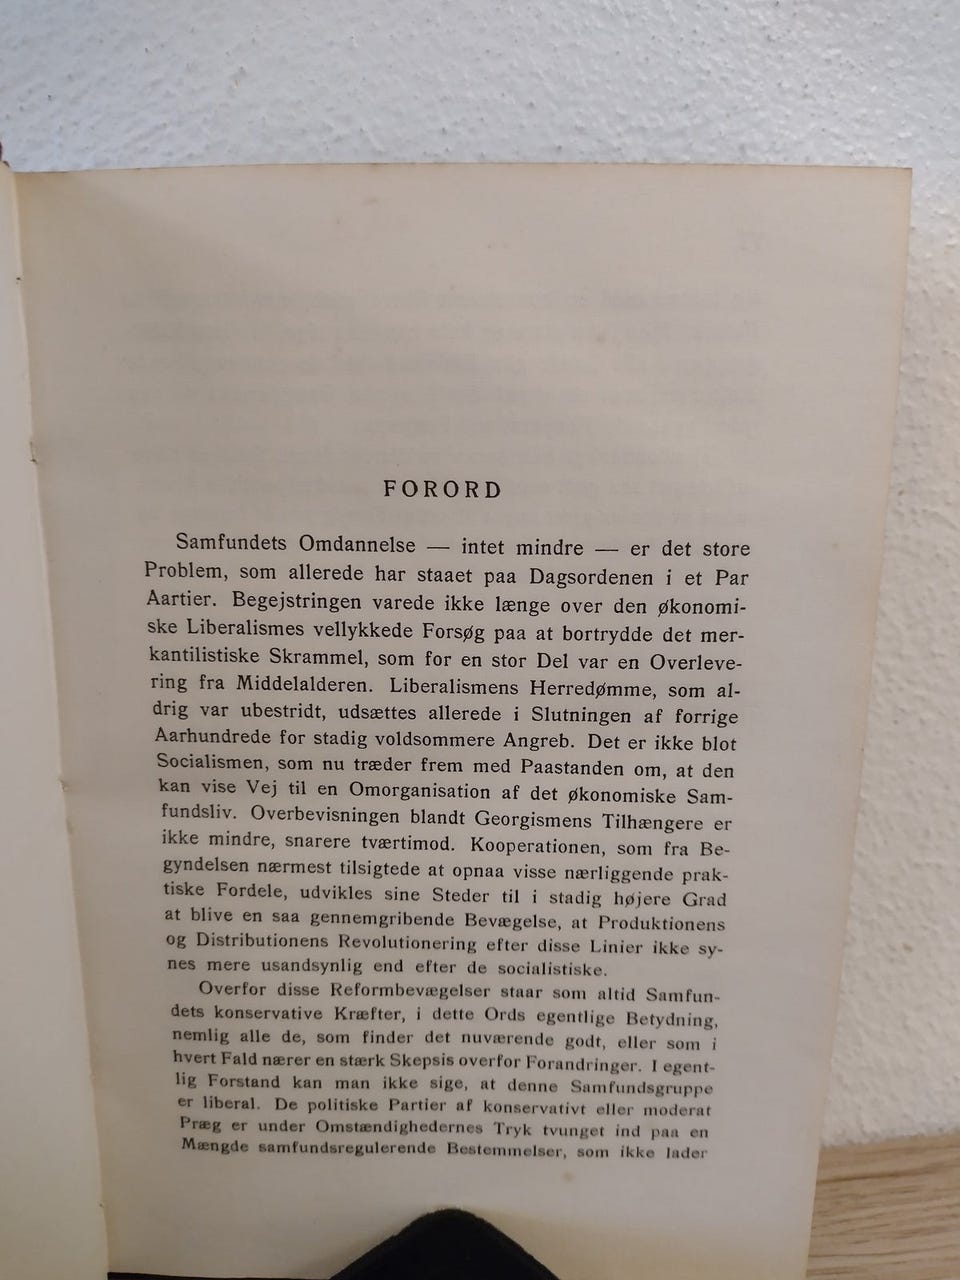 FORORD
Samfundets Omdannelse — intet mindre — er det store
Problem, som allerede har staaet paa Dagsordenen i et Par
Aartier. Begejstringen varede ikke længe over den økonomi-
ske Liberalismes vellykkede Forsøg paa at bortrydde det mer-
kantilistiske Skrammel, som for en stor Del var en Overleve-
ring fra Middelalderen. Liberalismens Herredømme, som al-
drig var ubestridt, udsættes allerede i Slutningen af forrige
Aarhundrede for stadig voldsommere Angreb. Det er ikke blot
Socialismen, som nu træder frem med Paastanden om, at den
kan vise Vej til en Omorganisation af det økonomiske Sam-
fundsliv. Overbevisningen blandt Georgismens Tilhængere er
ikke mindre, snarere tværtimod. Kooperationen, som fra Be-
gyndelsen nærmest tilsigtede at opnaa visse nærliggende prak-
tiske Fordele, udvikles sine Steder til i stadig højere Grad
at blive en saa gennemgribende Bevægelse, at Produktionens
og Distributionens Revolutionering efter disse Linier ikke sy-
nes mere usandsynlig end efter de socialistiske.
Overfor disse Reformbevægelser staar som altid Samfun-
dets konservative Kræfter, i dette Ords egentlige Betydning,
nemlig alle de, som finder det nuværende godt, eller som i
hvert Fald nærer en stærk Skepsis overfor Forandringer. I egent-
lig Forstand kan man ikke sige, at denne Samfundsgruppe
er liberal. De politiske Partier af konservativt eller moderat
Præg er under Omstændighedernes Tryk tvunget ind paa en
Mængde samfundsregulerende Bestemmelser, som ikke lader